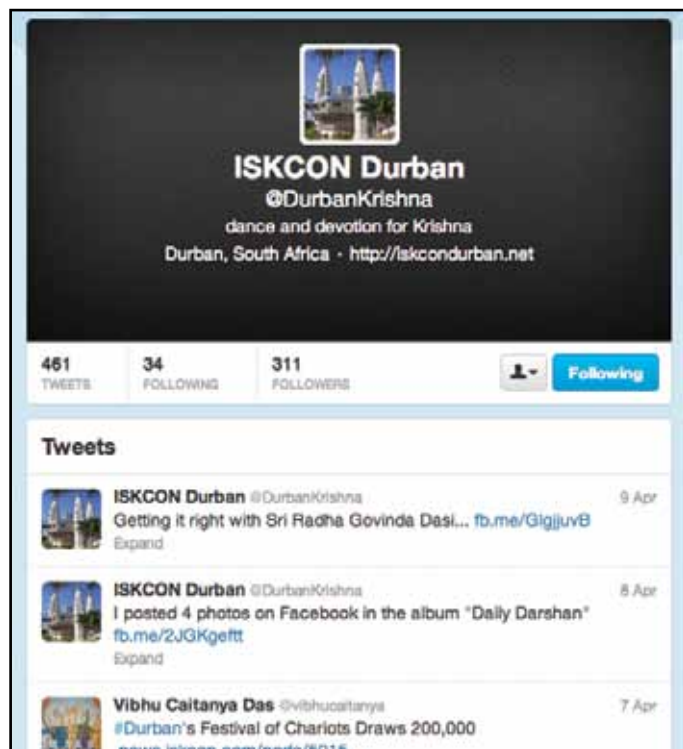 ISKCON Durban
@DurbanKrishna
dance and devotion for Krishna
Durban, South Africa · http://iskcondurban.net
461 34 311
TWEETS FOLLOWING FOLLOWERS Following
Tweets
ISKCON Durban @DurbanKrishna 9 Apr
Getting it right with Sri Radha Govinda Dasi... fb.me/GlgjjuvB
Expand
ISKCON Durban @DurbanKrishna 8 Apr
I posted 4 photos on Facebook in the album "Daily Darshan"
fb.me/2JGKgeftt
Expand
Vibhu Caitanya Das @vibhucaitanya 7 Apr
#Durban's Festival of Chariots Draws 200,000